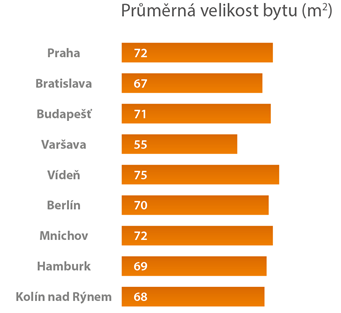 Průměrná velikost bytu (m²)
Praha 72
Bratislava 67
Budapešť 71
Varšava 55
Vídeň 75
Berlín 70
Mnichov 72
Hamburk 69
Kolín nad Rýnem 68